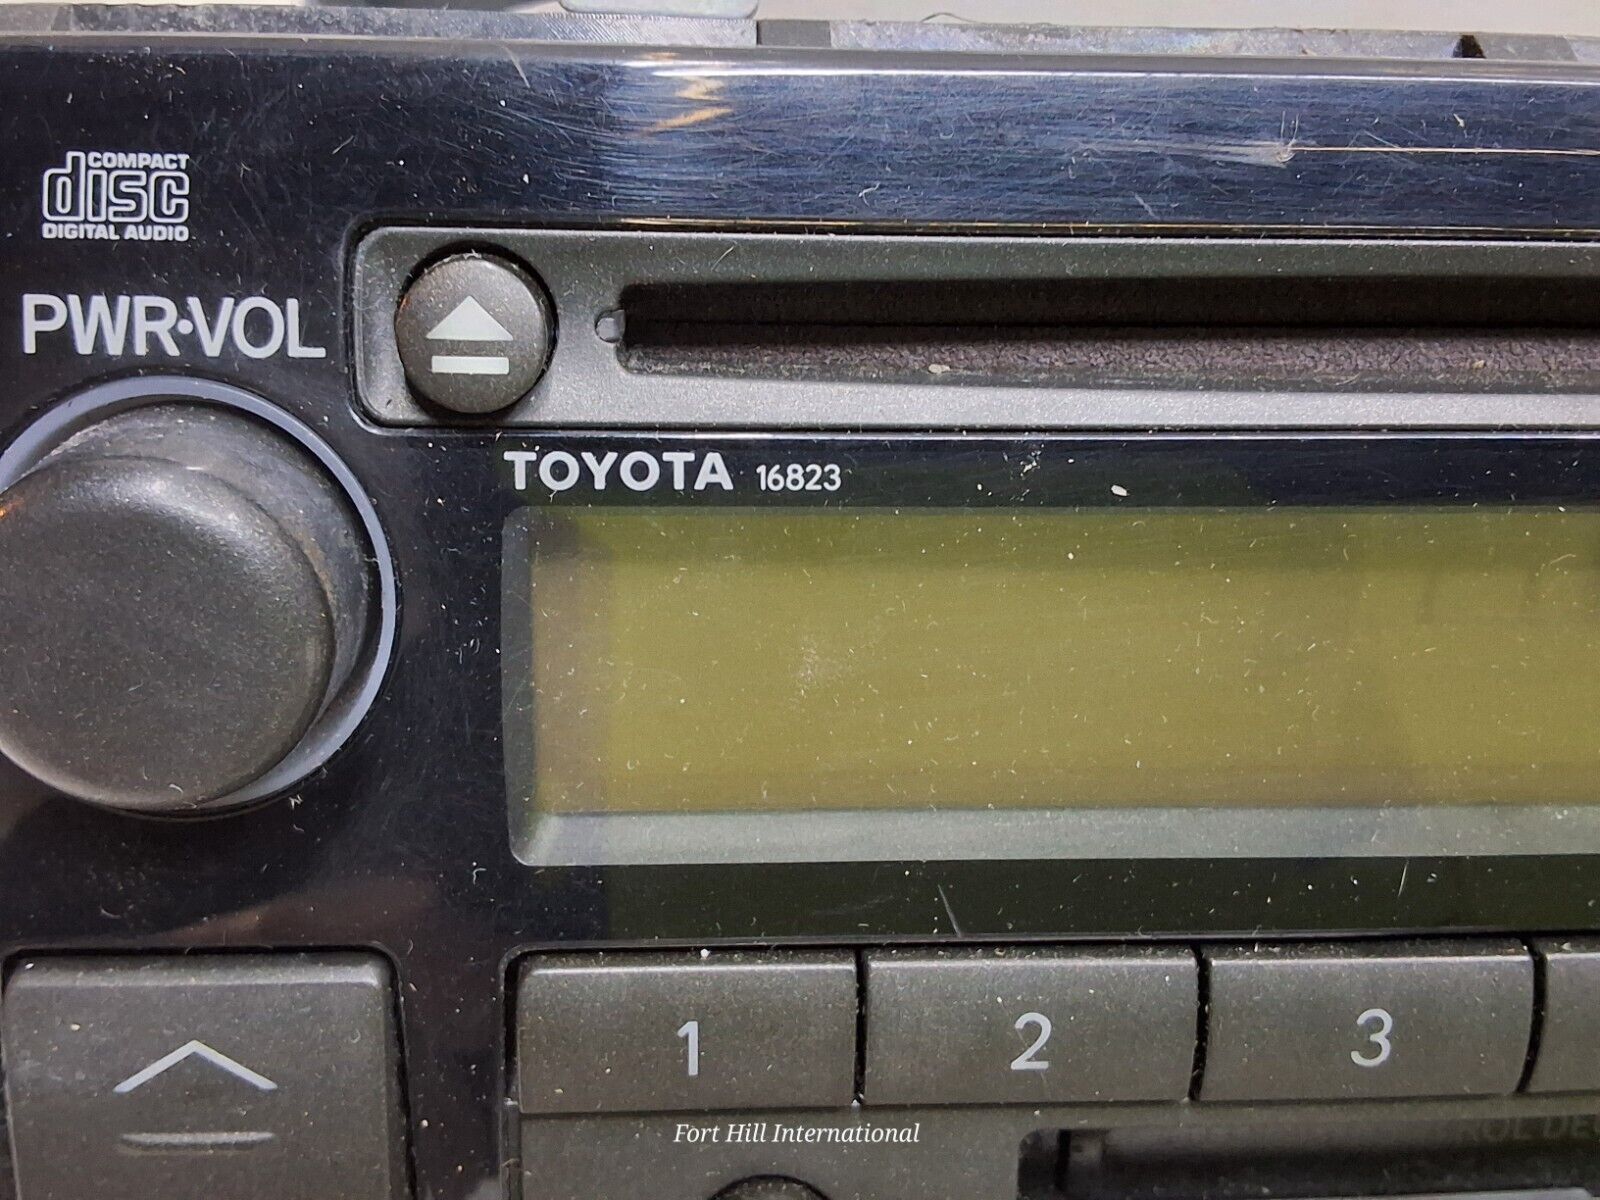 COMPACT
disc
DIGITAL AUDIO
PWR·VOL
TOYOTA 16823
1 2 3
Fort Hill International